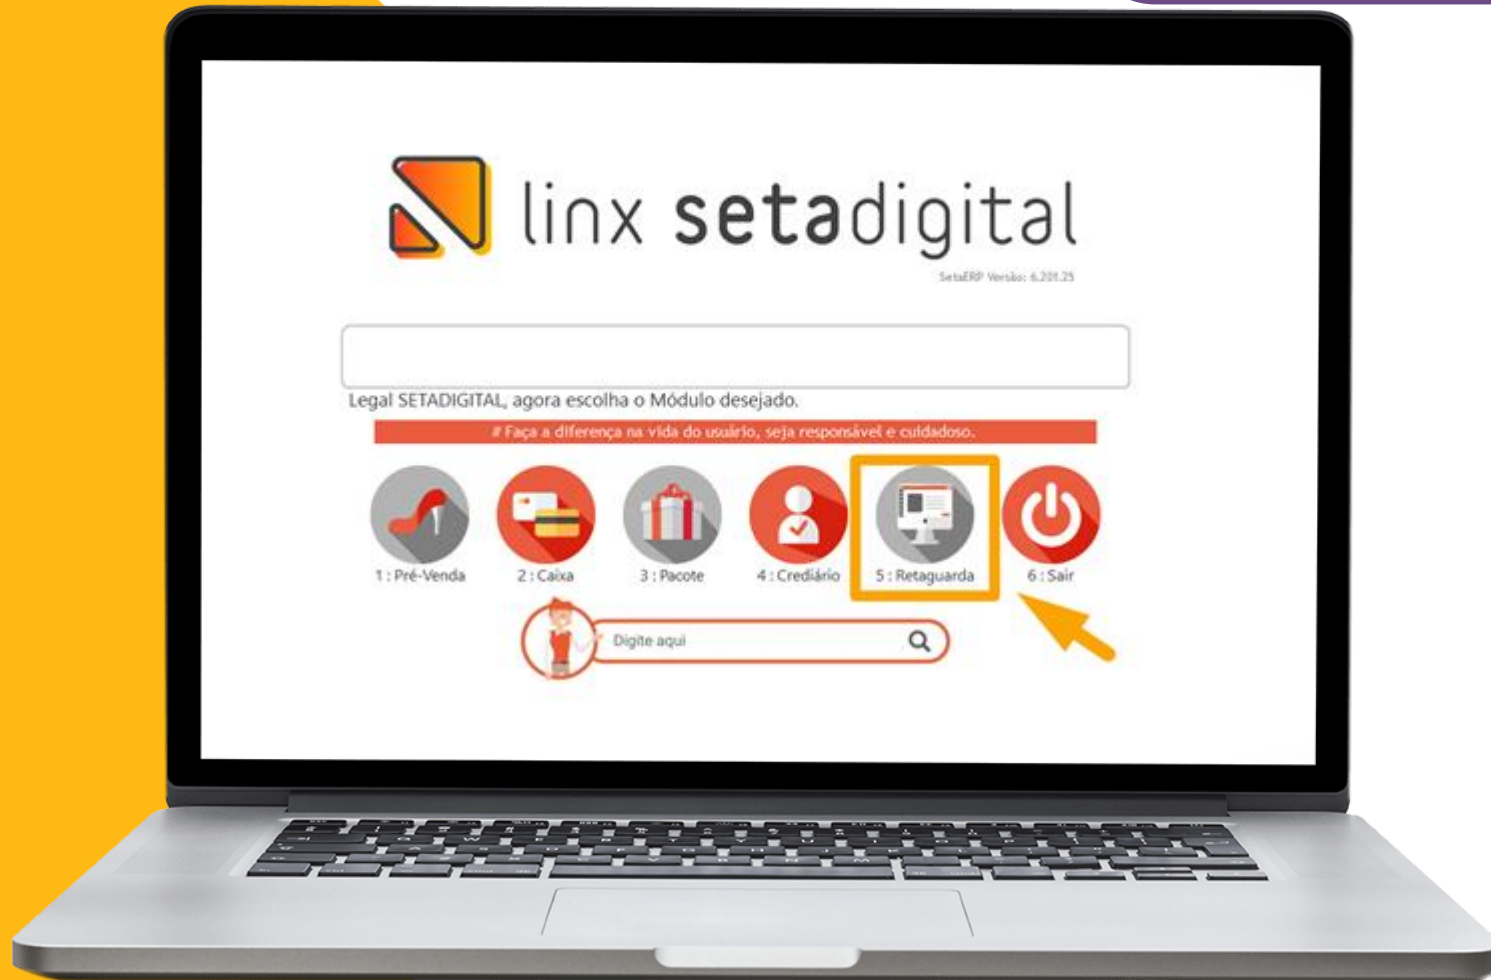 linx setadigital
SetaERP Versão: 6.201.25
Legal SETADIGITAL, agora escolha o Módulo desejado.
# Faça a diferença na vida do usuário, seja responsável e cuidadoso.
1 : Pré-Venda
2 : Caixa
3 : Pacote
4 : Crediário
5 : Retaguarda
6 : Sair
Digite aqui